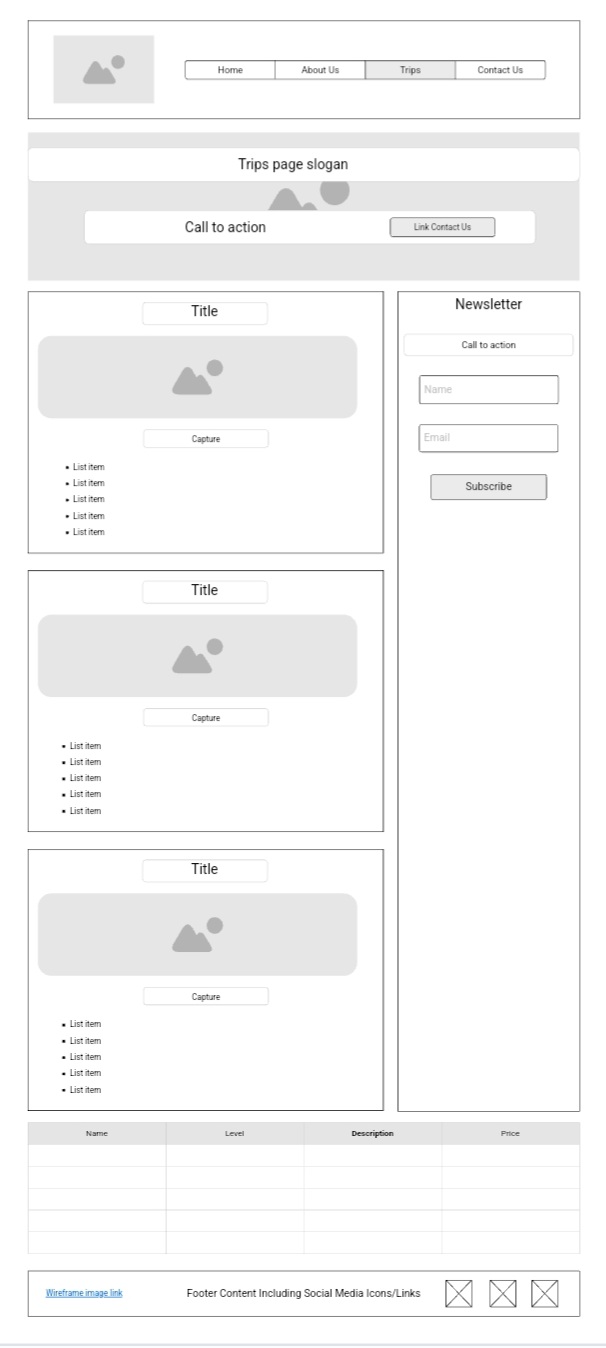 Home About Us Trips Contact Us
Trips page slogan
Call to action Link Contact Us
Title
Capture
List item
List item
List item
List item
List item
Newsletter
Call to action
Name
Email
Subscribe
Title
Capture
List item
List item
List item
List item
List item
Title
Capture
List item
List item
List item
List item
List item
Name Level Description Price
Wireframe image link Footer Content Including Social Media Icons/Links